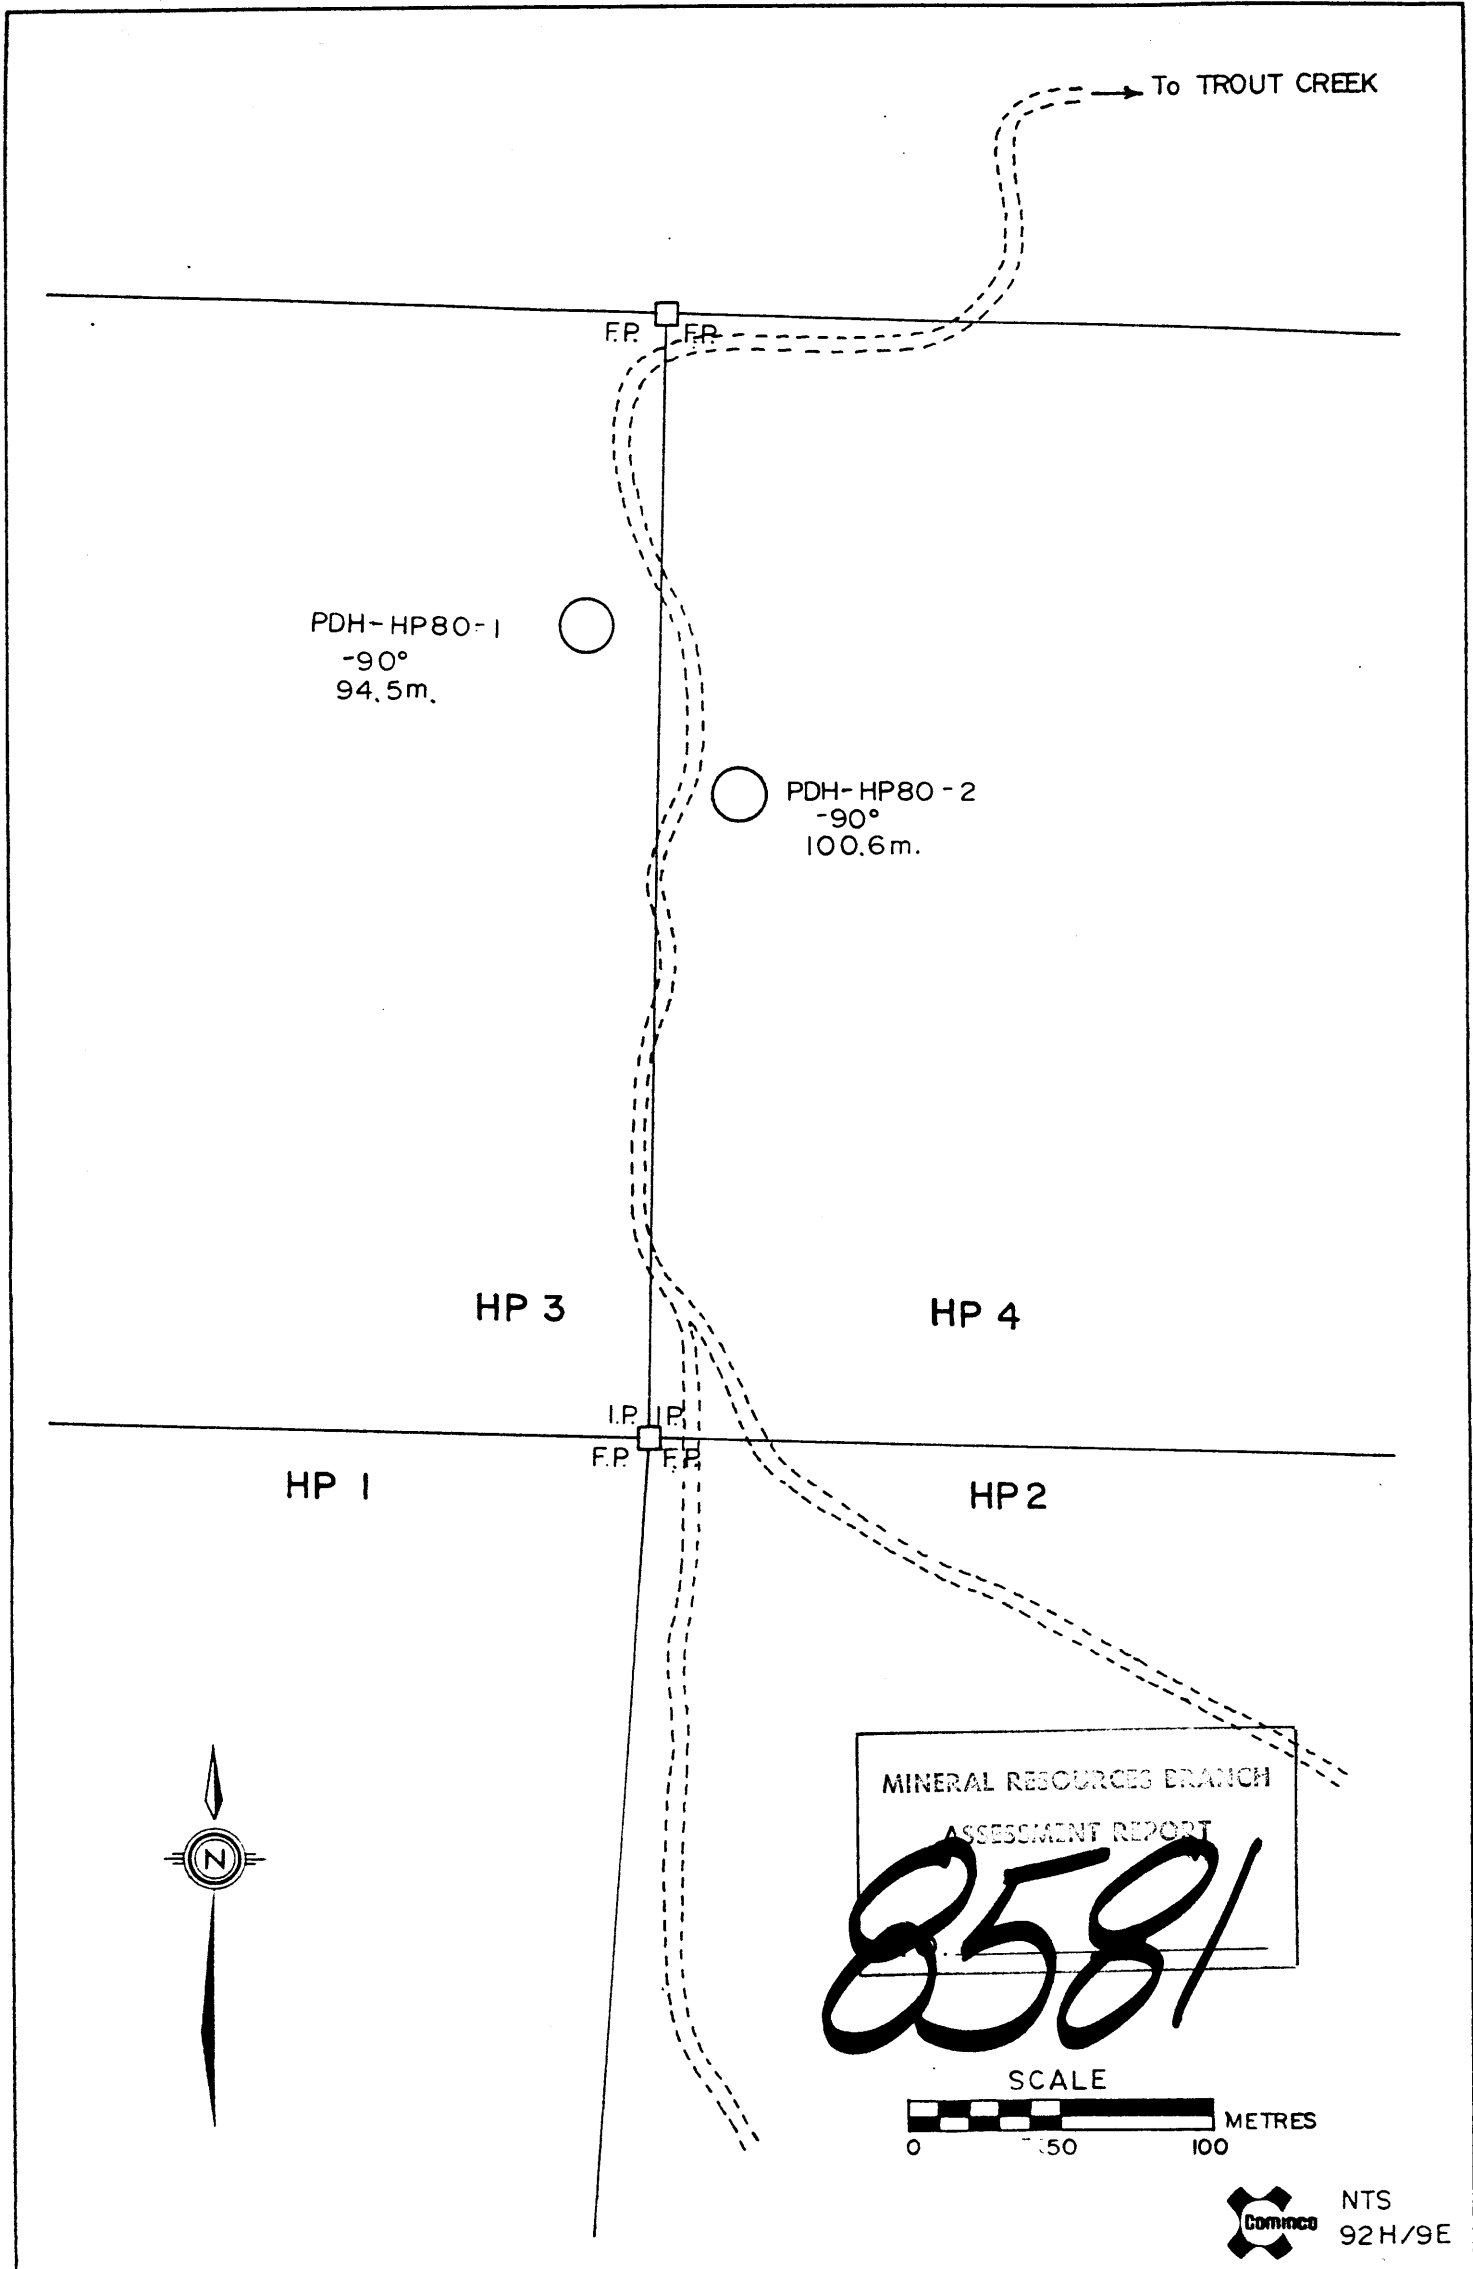 To TROUT CREEK
F.P. F.P.
PDH-HP80-1
-90°
94.5m.
PDH-HP80-2
-90°
100.6m.
HP 3
HP 4
I.P. I.P.
F.P. F.P.
HP 1
HP 2
N
MINERAL RESOURCES BRANCH
ASSESSMENT REPORT
8581
SCALE
METRES
0 50 100
Cominco
NTS
92H/9E